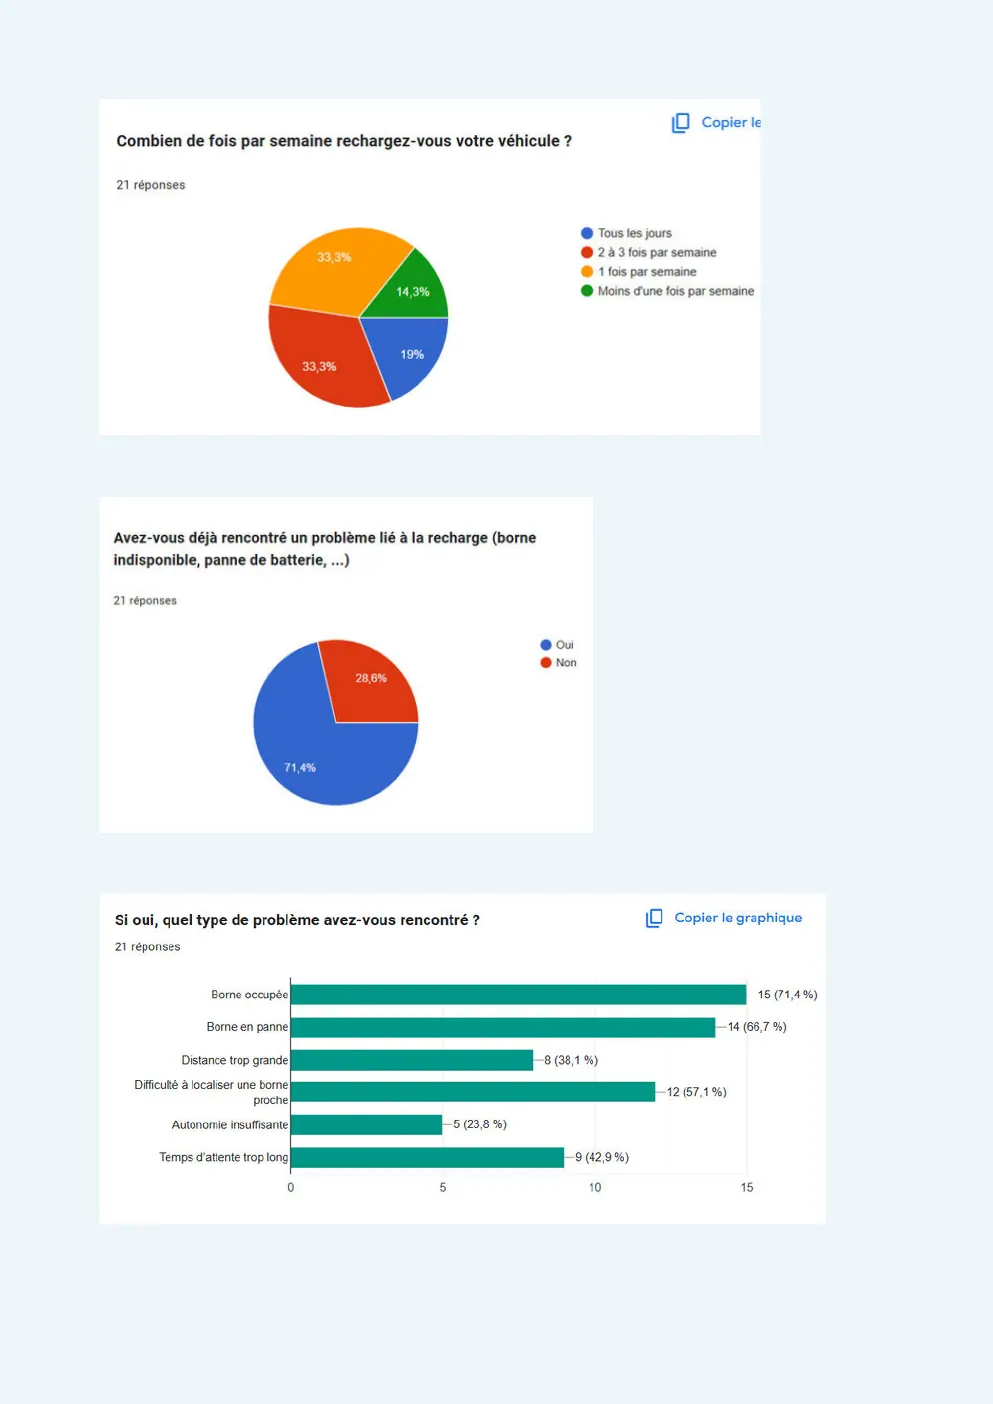 Copier le
Combien de fois par semaine rechargez-vous votre véhicule ?
21 réponses
Tous les jours
2 à 3 fois par semaine
1 fois par semaine
Moins d'une fois par semaine
33,3%
14,3%
19%
33,3%
Avez-vous déjà rencontré un problème lié à la recharge (borne
indisponible, panne de batterie, ...)
21 réponses
Oui
Non
28,6%
71,4%
Si oui, quel type de problème avez-vous rencontré ?
Copier le graphique
21 réponses
Borne occupée
15 (71,4 %)
Borne en panne
14 (66,7 %)
Distance trop grande
8 (38,1 %)
Difficulté à localiser une borne
proche
12 (57,1 %)
Autonomie insuffisante
5 (23,8 %)
Temps d'attente trop long
9 (42,9 %)
0
5
10
15